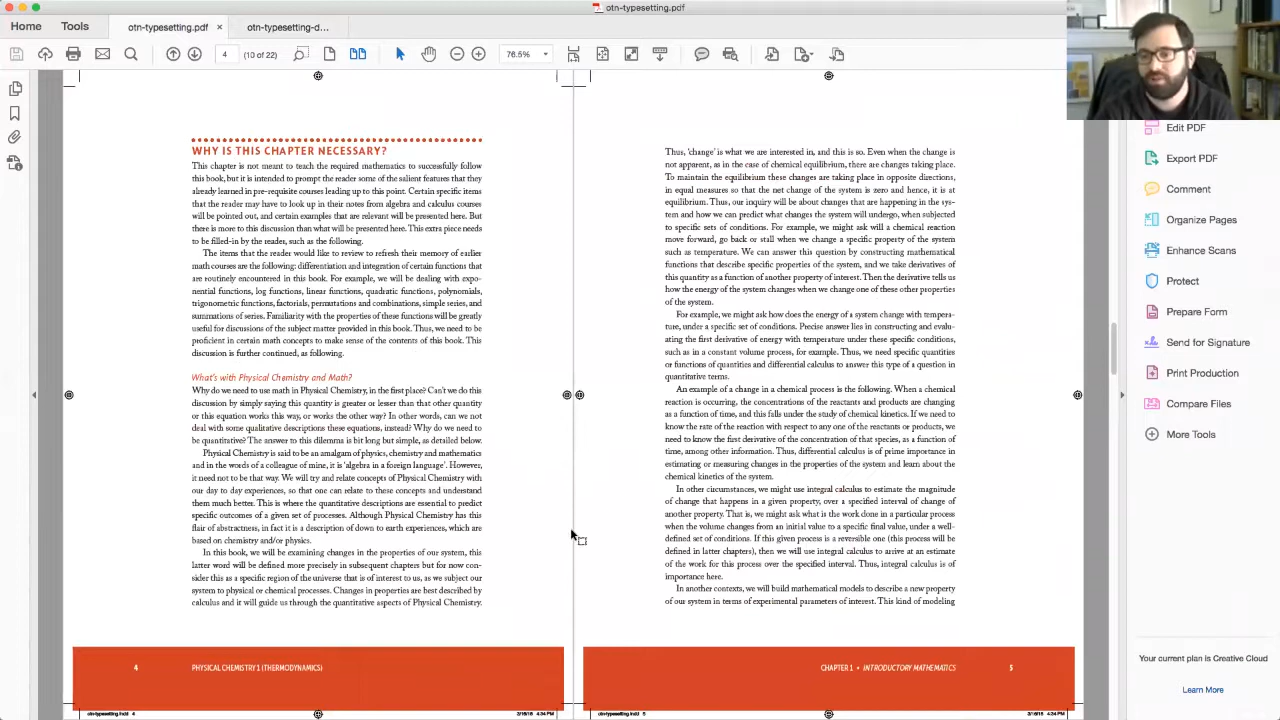 otn-typesetting.pdf
Home
Tools
otn-typesetting.pdf ×
otn-typesetting-d...
4
(10 of 22)
76.5%
WHY IS THIS CHAPTER NECESSARY?
This chapter is not meant to teach the required mathematics to successfully follow
this book, but it is intended to prompt the reader some of the salient features that they
already learned in pre-requisite courses leading up to this point. Certain specific items
that the reader may have to look up in their notes from algebra and calculus courses
will be pointed out, and certain examples that are relevant will be presented here. But
there is more to this discussion than what will be presented here. This extra piece needs
to be filled-in by the reader, such as the following.
The items that the reader would like to review to refresh their memory of earlier
math courses are the following: differentiation and integration of certain functions that
are routinely encountered in this book. For example, we will be dealing with expo-
nential functions, log functions, linear functions, quadratic functions, polynomials,
trigonometric functions, factorials, permutations and combinations, simple series, and
summations of series. Familiarity with the properties of these functions will be greatly
useful for discussions of the subject matter provided in this book. Thus, we need to be
proficient in certain math concepts to make sense of the contents of this book. This
discussion is further continued, as following.
What's with Physical Chemistry and Math?
Why do we need to use math in Physical Chemistry, in the first place? Can't we do this
discussion by simply saying this quantity is greater or lesser than that other quantity
or this equation works this way, or works the other way? In other words, can we not
deal with some qualitative descriptions these equations, instead? Why do we need to
be quantitative? The answer to this dilemma is bit long but simple, as detailed below.
Physical Chemistry is said to be an amalgam of physics, chemistry and mathematics
and in the words of a colleague of mine, it is 'algebra in a foreign language'. However,
it need not to be that way. We will try and relate concepts of Physical Chemistry with
our day to day experiences, so that one can relate to these concepts and understand
them much better. This is where the quantitative descriptions are essential to predict
specific outcomes of a given set of processes. Although Physical Chemistry has this
flair of abstractness, in fact it is a description of down to earth experiences, which are
based on chemistry and/or physics.
In this book, we will be examining changes in the properties of our system, this
latter word will be defined more precisely in subsequent chapters but for now con-
sider this as a specific region of the universe that is of interest to us, as we subject our
system to physical or chemical processes. Changes in properties are best described by
calculus and it will guide us through the quantitative aspects of Physical Chemistry.
4
PHYSICAL CHEMISTRY 1 (THERMODYNAMICS)
otn-typesetting.indd 4
3/16/18 4:34 PM
Thus, 'change' is what we are interested in, and this is so. Even when the change is
not apparent, as in the case of chemical equilibrium, there are changes taking place.
To maintain the equilibrium these changes are taking place in opposite directions,
in equal measures so that the net change of the system is zero and hence, it is at
equilibrium. Thus, our inquiry will be about changes that are happening in the sys-
tem and how we can predict what changes the system will undergo, when subjected
to specific sets of conditions. For example, we might ask will a chemical reaction
move forward, go back or stall when we change a specific property of the system
such as temperature. We can answer this question by constructing mathematical
functions that describe specific properties of the system, and we take derivatives of
this quantity as a function of another property of interest. Then the derivative tells us
how the energy of the system changes when we change one of these other properties
of the system.
For example, we might ask how does the energy of a system change with tempera-
ture, under a specific set of conditions. Precise answer lies in constructing and evalu-
ating the first derivative of energy with temperature under these specific conditions,
such as in a constant volume process, for example. Thus, we need specific quantities
or functions of quantities and differential calculus to answer this type of a question in
quantitative terms.
An example of a change in a chemical process is the following. When a chemical
reaction is occurring, the concentrations of the reactants and products are changing
as a function of time, and this falls under the study of chemical kinetics. If we need to
know the rate of the reaction with respect to any one of the reactants or products, we
need to know the first derivative of the concentration of that species, as a function of
time, among other information. Thus, differential calculus is of prime importance in
estimating or measuring changes in the properties of the system and learn about the
chemical kinetics of the system.
In other circumstances, we might use integral calculus to estimate the magnitude
of change that happens in a given property, over a specified interval of change of
another property. That is, we might ask what is the work done in a particular process
when the volume changes from an initial value to a specific final value, under a well-
defined set of conditions. If this given process is a reversible one (this process will be
defined in latter chapters), then we will use integral calculus to arrive at an estimate
of the work for this process over the specified interval. Thus, integral calculus is of
importance here.
In another contexts, we will build mathematical models to describe a new property
of our system in terms of experimental parameters of interest. This kind of modeling
CHAPTER 1 • INTRODUCTORY MATHEMATICS
5
otn-typesetting.indd 5
3/16/18 4:34 PM
Edit PDF
Export PDF
Comment
Organize Pages
Enhance Scans
Protect
Prepare Form
Send for Signature
Print Production
Compare Files
More Tools
Your current plan is Creative Cloud
Learn More